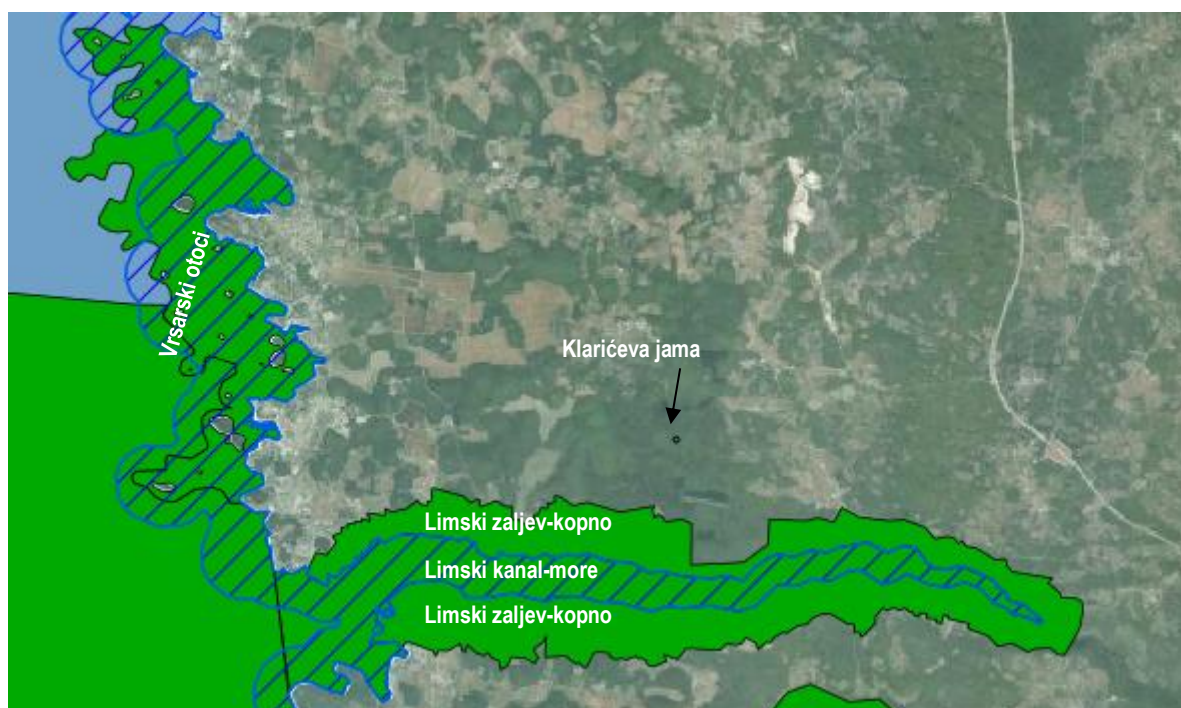 Vrsarski otoci
Klarićeva jama
Limski zaljev-kopno
Limski kanal-more
Limski zaljev-kopno